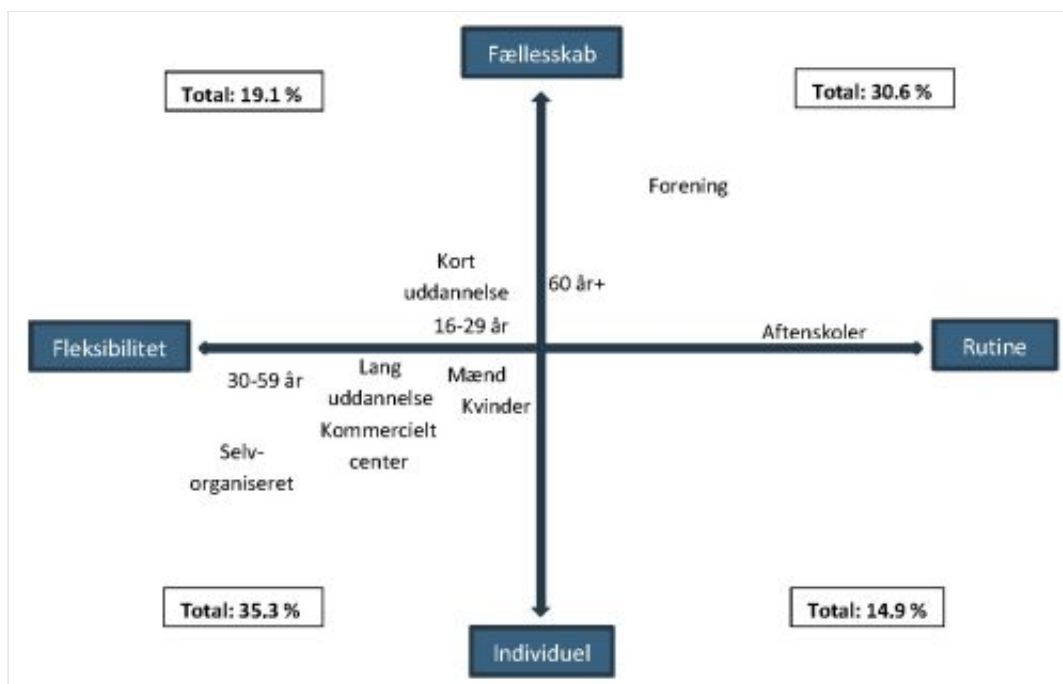 Fællesskab
Total: 19.1 %
Total: 30.6 %
Forening
Kort
uddannelse
60 år+
16-29 år
Aftenskoler
Fleksibilitet
Rutine
30-59 år
Lang
uddannelse
Mænd
Kvinder
Kommercielt
center
Selv-
organiseret
Total: 35.3 %
Total: 14.9 %
Individuel